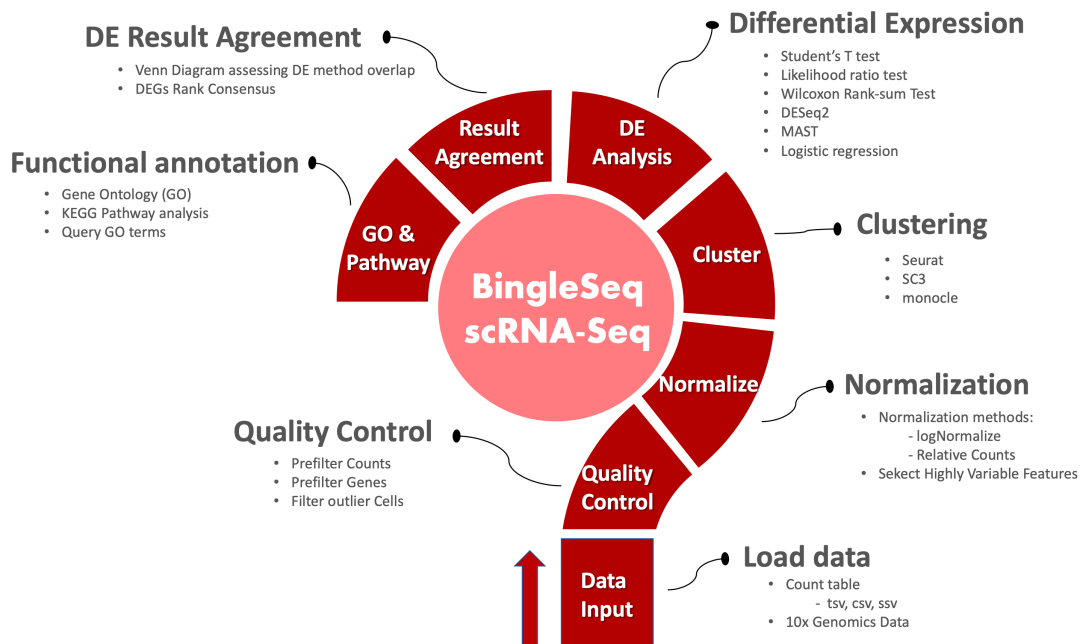 DE Result Agreement
• Venn Diagram assessing DE method overlap
• DEGs Rank Consensus
Differential Expression
• Student's T test
• Likelihood ratio test
• Wilcoxon Rank-sum Test
• DESeq2
• MAST
• Logistic regression
Functional annotation
• Gene Ontology (GO)
• KEGG Pathway analysis
• Query GO terms
Result
Agreement
DE
Analysis
GO &
Pathway
Cluster
Clustering
• Seurat
• SC3
• monocle
BingleSeq
scRNA-Seq
Normalize
Normalization
• Normalization methods:
- logNormalize
- Relative Counts
• Sekect Highly Variable Features
Quality Control
• Prefilter Counts
• Prefilter Genes
• Filter outlier Cells
Quality
Control
Load data
• Count table
- tsv, csv, ssv
• 10x Genomics Data
Data
Input